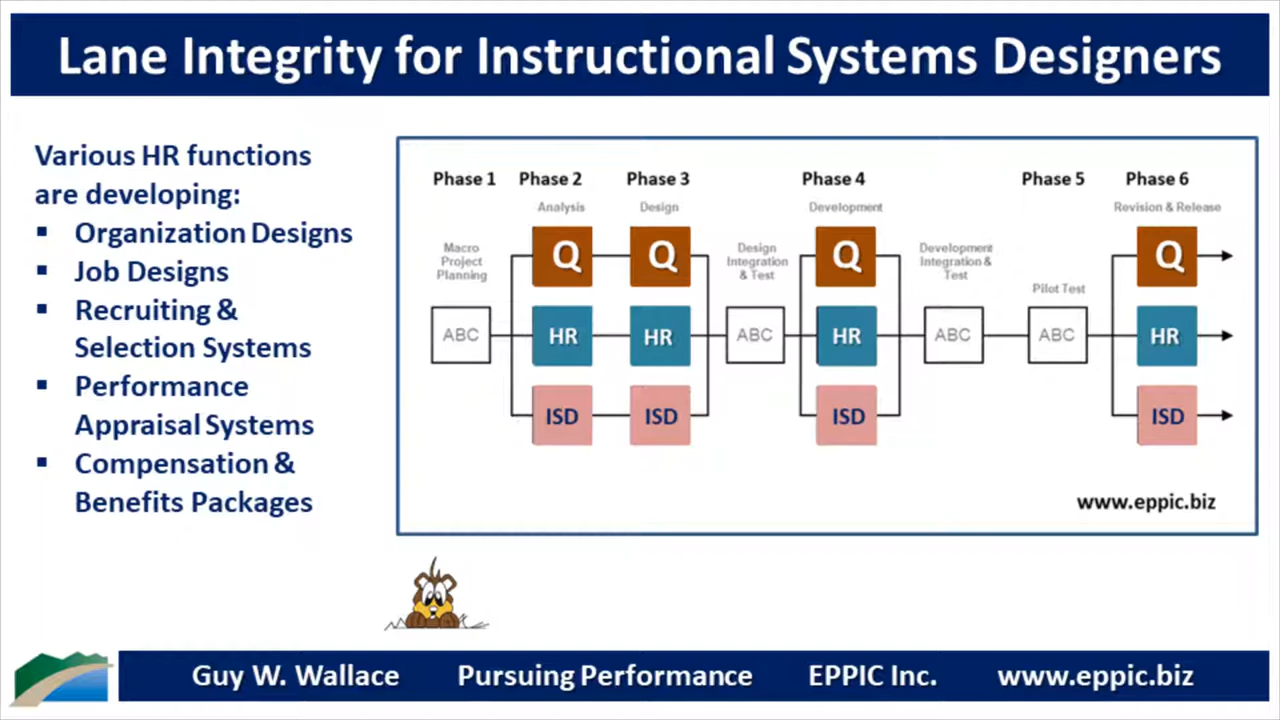 Lane Integrity for Instructional Systems Designers
Various HR functions
are developing:
▪ Organization Designs
▪ Job Designs
▪ Recruiting &
Selection Systems
▪ Performance
Appraisal Systems
▪ Compensation &
Benefits Packages
Phase 1 Phase 2 Phase 3 Phase 4 Phase 5 Phase 6
Analysis Design Development Revision & Release
Macro
Project
Planning
Q Q
Design
Integration
& Test
Q
Development
Integration &
Test
Pilot Test
Q
ABC HR HR ABC HR ABC ABC HR
ISD ISD ISD ISD
www.eppic.biz
Guy W. Wallace Pursuing Performance EPPIC Inc. www.eppic.biz